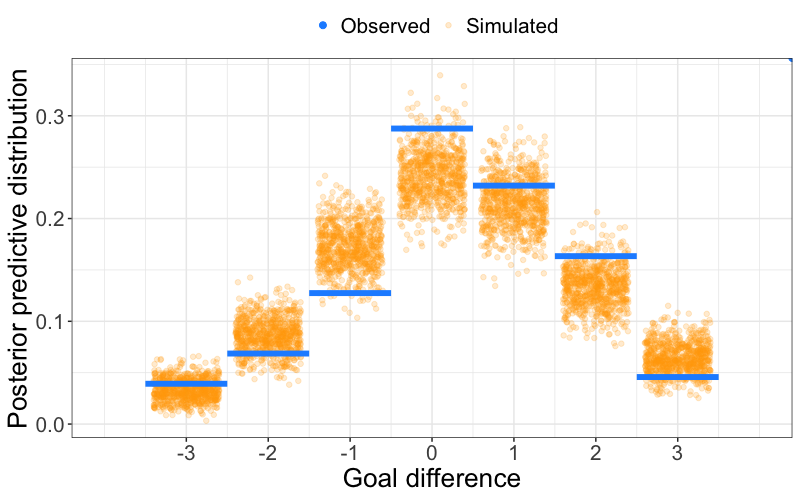 Observed Simulated
Posterior predictive distribution
0.3
0.2
0.1
0.0
-3 -2 -1 0 1 2 3
Goal difference